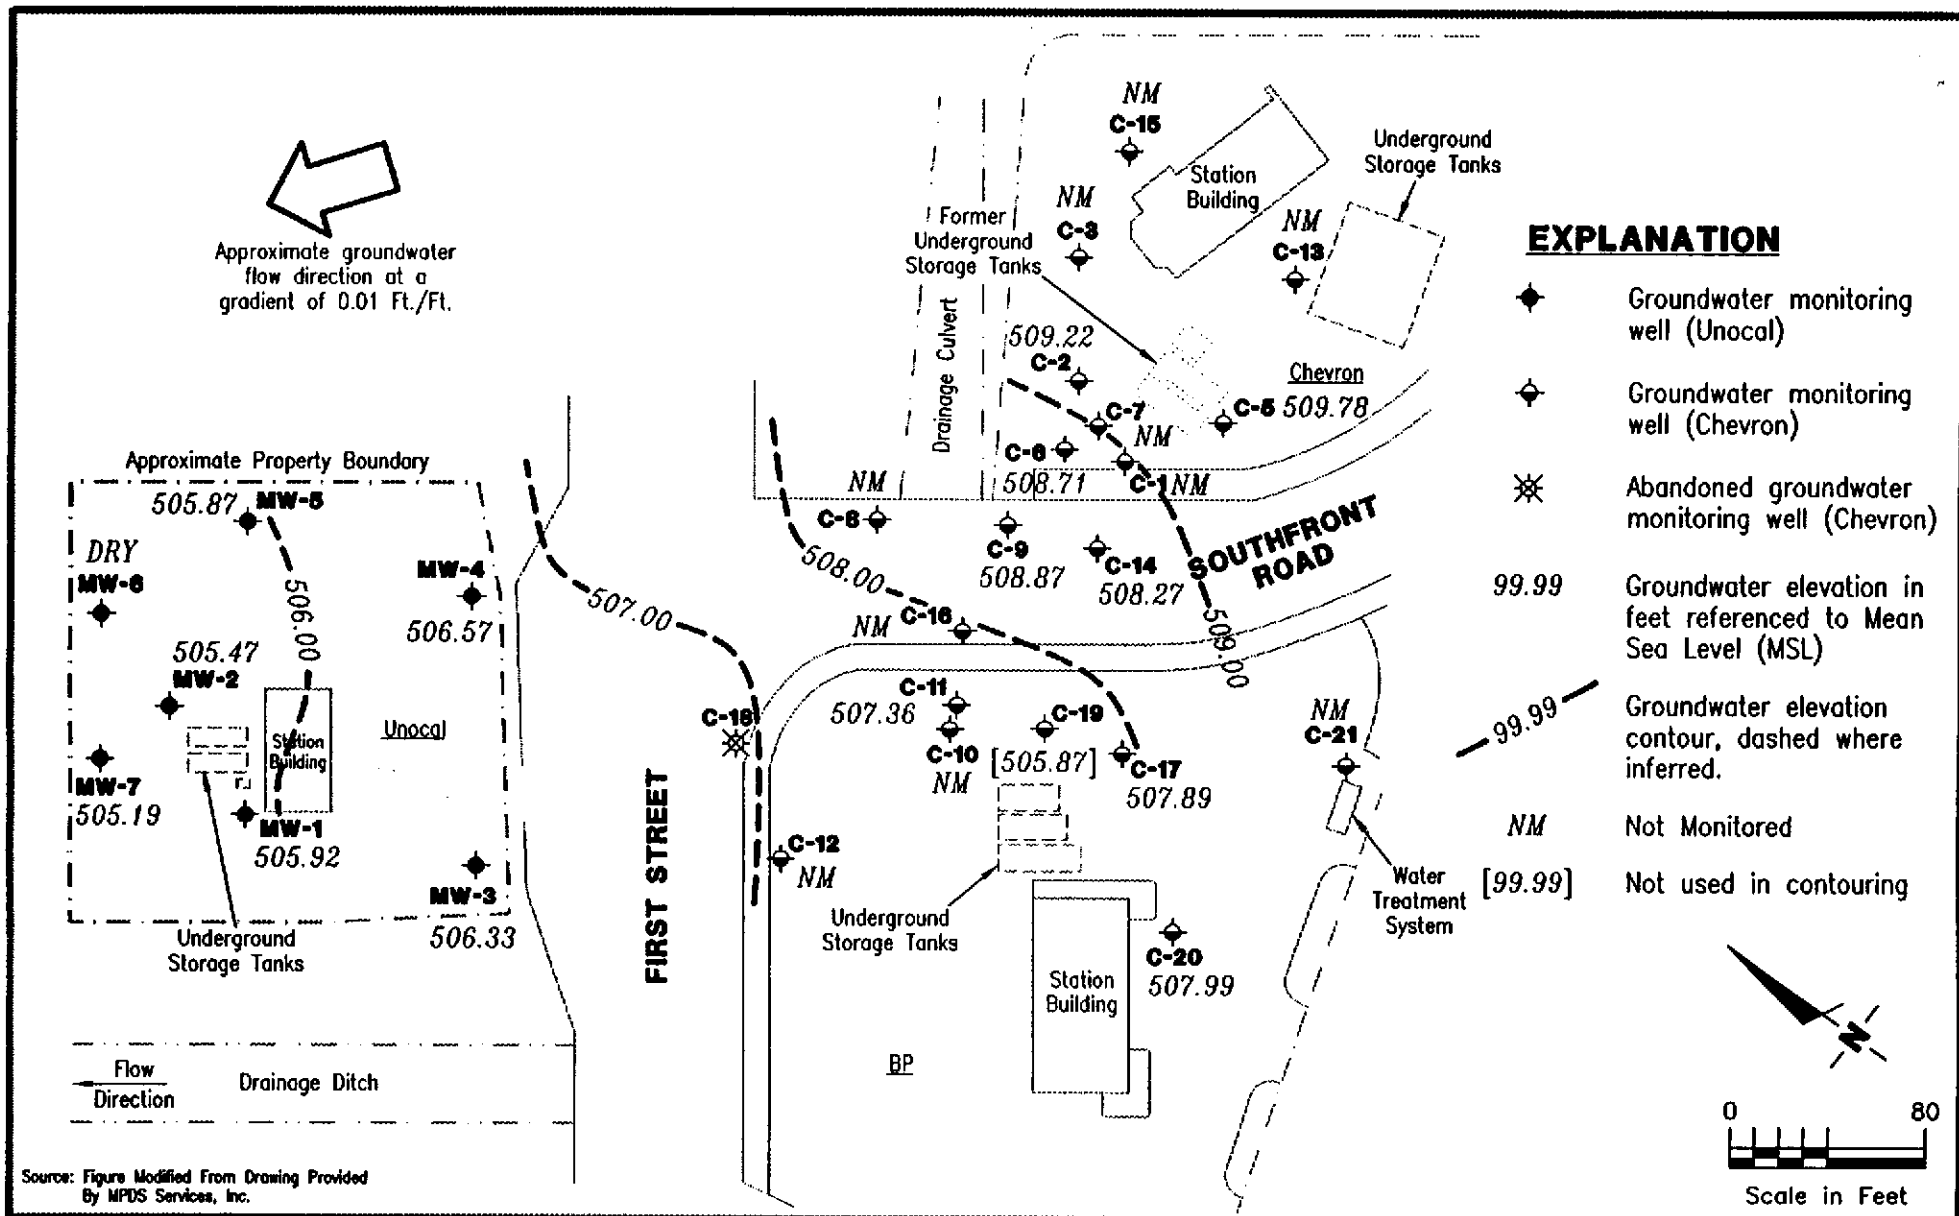 NM
C-15
Underground
Storage Tanks
Station
Building
NM
C-3
Former
Underground
Storage Tanks
NM
C-13
Approximate groundwater
flow direction at a
gradient of 0.01 Ft./Ft.
Drainage Culvert
509.22
C-2
Chevron
C-7
C-5 509.78
NM
C-6
508.71
C-1 NM
Approximate Property Boundary
505.87
MW-5
DRY
MW-6
MW-4
506.57
506.00
505.47
MW-2
Station
Building
Unocal
MW-7
505.19
MW-1
505.92
MW-3
506.33
Underground
Storage Tanks
507.00
NM
C-8
508.00
C-9
508.87
C-14
508.27
SOUTHFRONT
ROAD
509.00
NM
C-16
C-18
C-11
507.36
C-10
NM
C-19
[505.87]
C-17
507.89
NM
C-21
FIRST STREET
C-12
NM
Underground
Storage Tanks
Water
Treatment
System
C-20
507.99
Station
Building
BP
Flow
Direction
Drainage Ditch
Source: Figure Modified From Drawing Provided
By MPDS Services, Inc.
EXPLANATION
Groundwater monitoring
well (Unocal)
Groundwater monitoring
well (Chevron)
Abandoned groundwater
monitoring well (Chevron)
99.99
Groundwater elevation in
feet referenced to Mean
Sea Level (MSL)
99.99
Groundwater elevation
contour, dashed where
inferred.
NM
Not Monitored
[99.99]
Not used in contouring
N
0 80
Scale in Feet